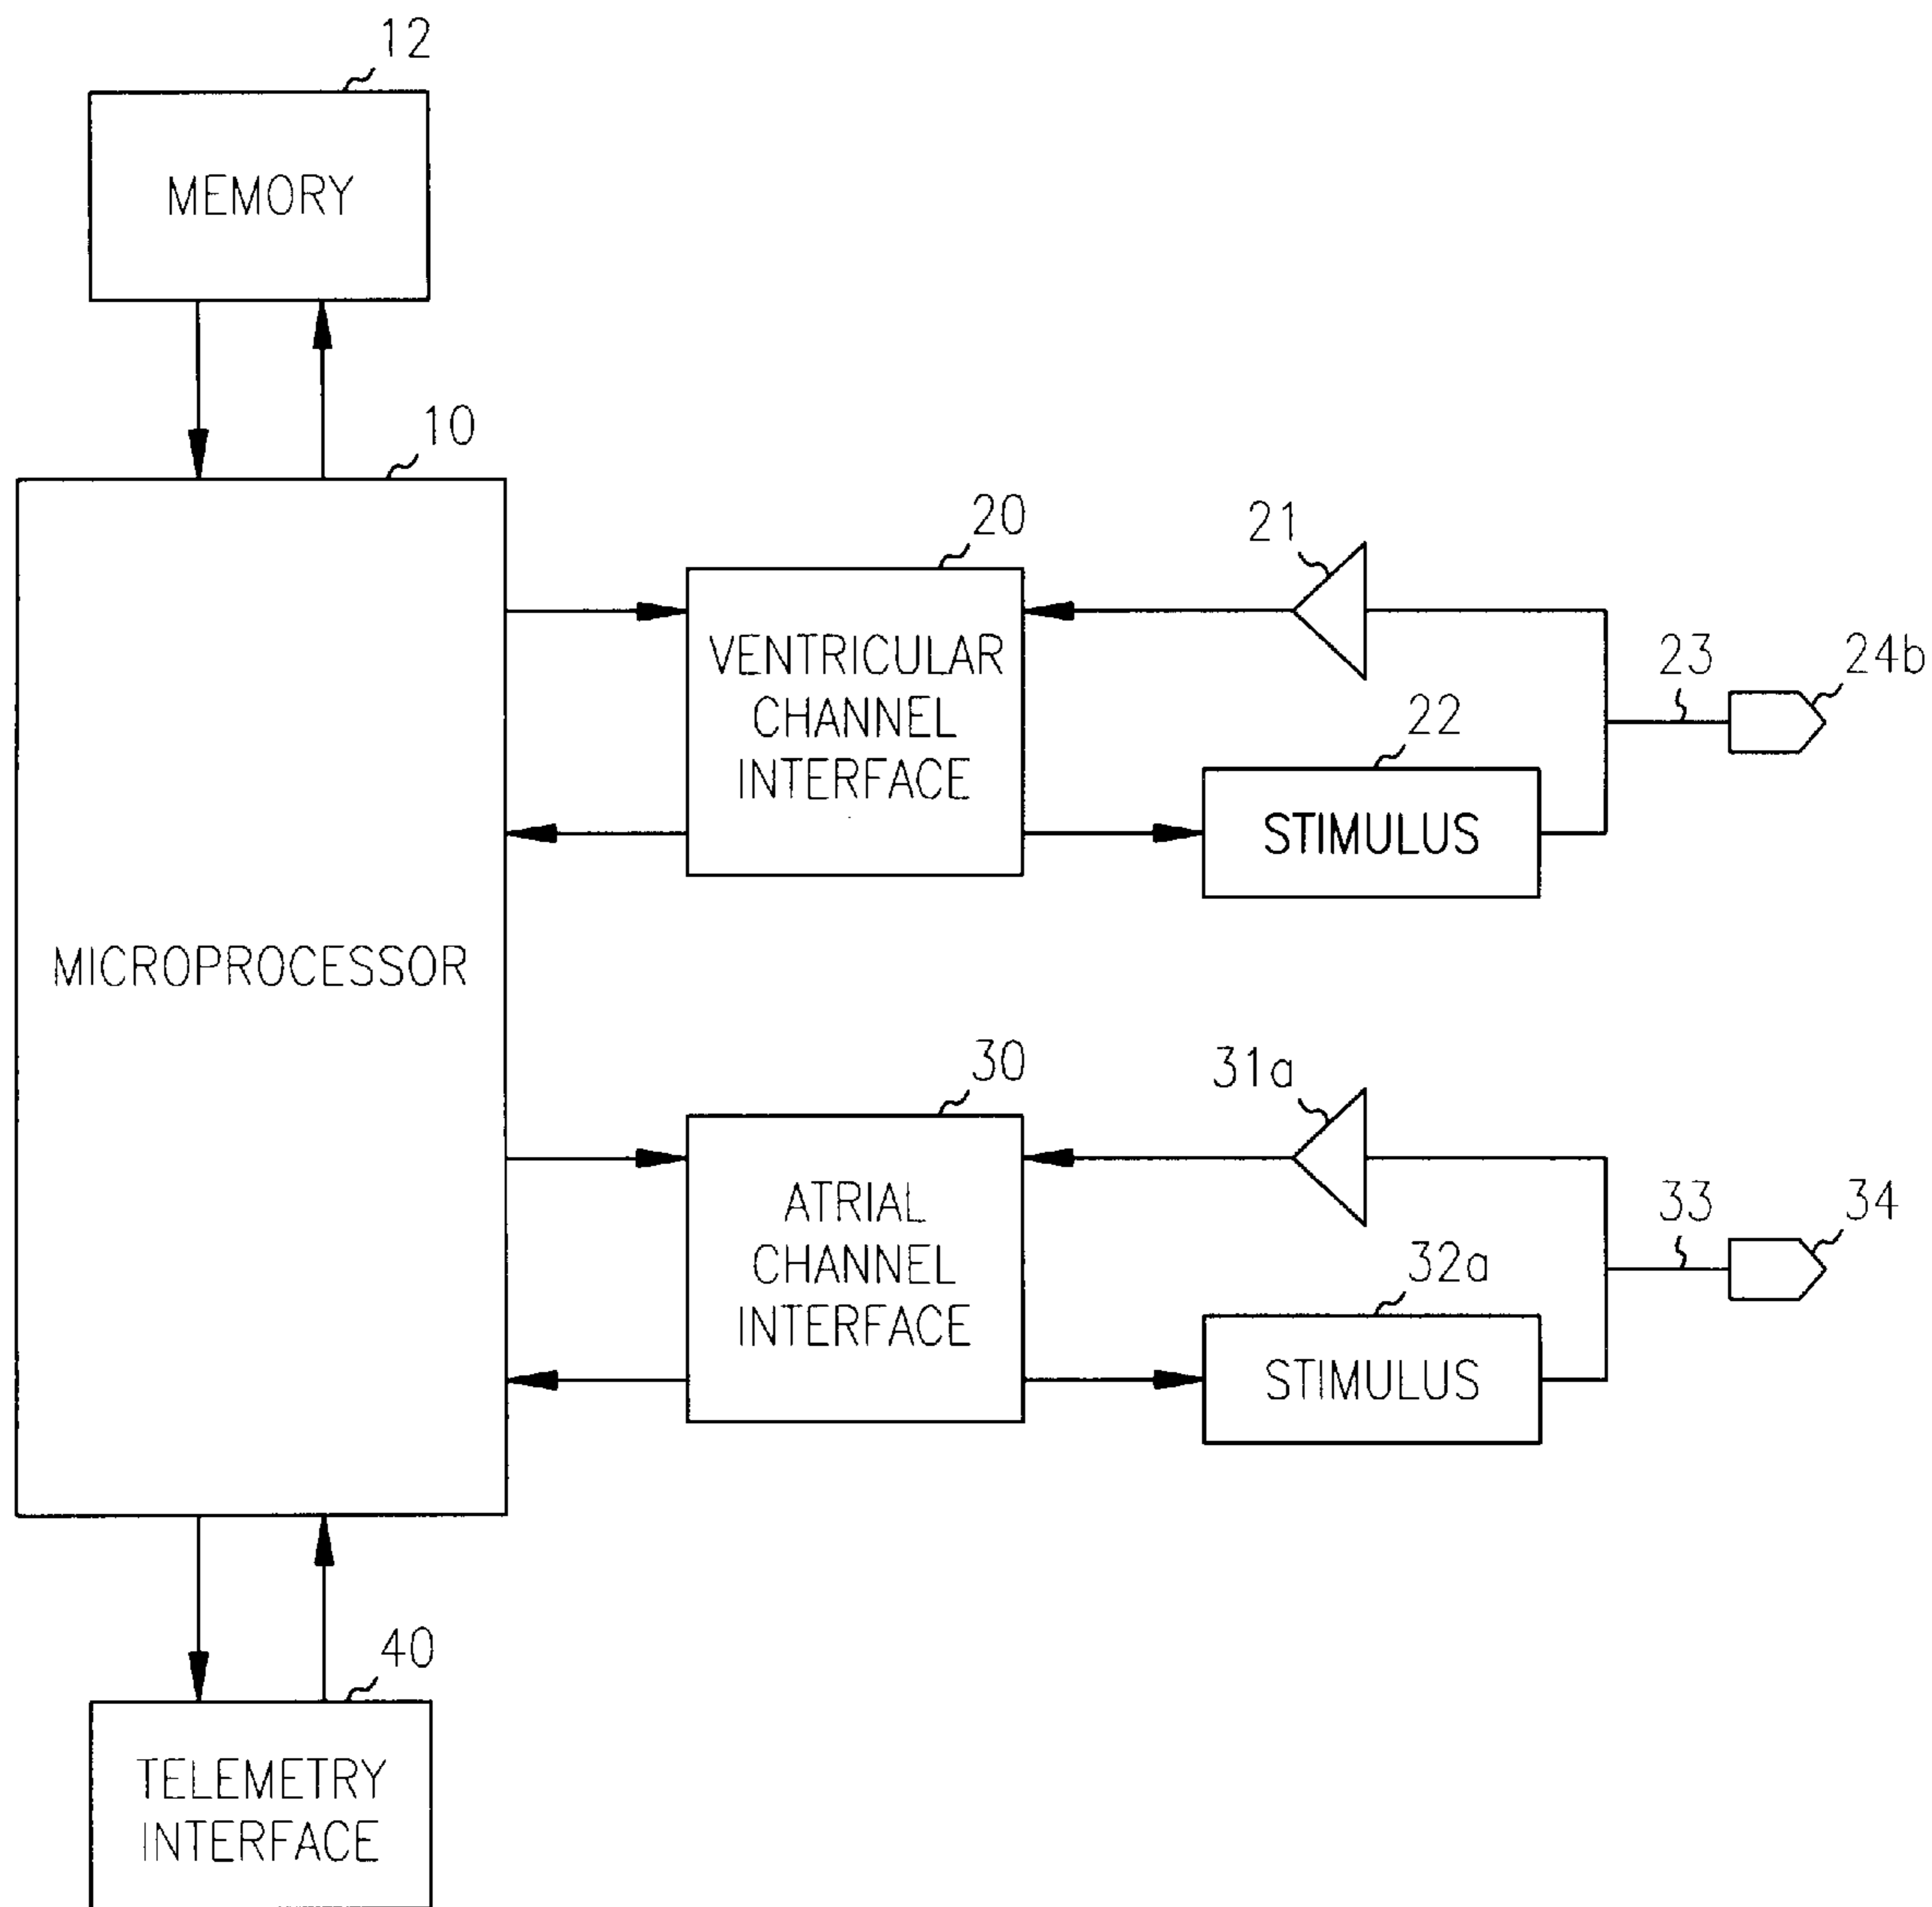 12
MEMORY
10
20
21
VENTRICULAR
CHANNEL
INTERFACE
23
24b
22
STIMULUS
MICROPROCESSOR
30
31a
ATRIAL
CHANNEL
INTERFACE
33
34
32a
STIMULUS
40
TELEMETRY
INTERFACE